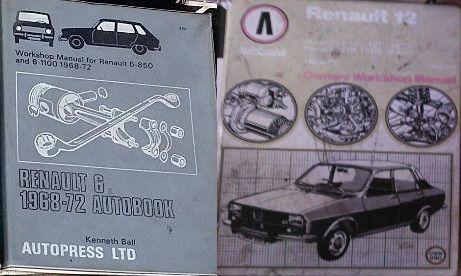 Workshop Manual for Renault 6-850
and 6-1100 1968-72
RENAULT 6
1968-72 AUTOBOOK
Kenneth Ball
AUTOPRESS LTD
Renault 12
Owners Workshop Manual